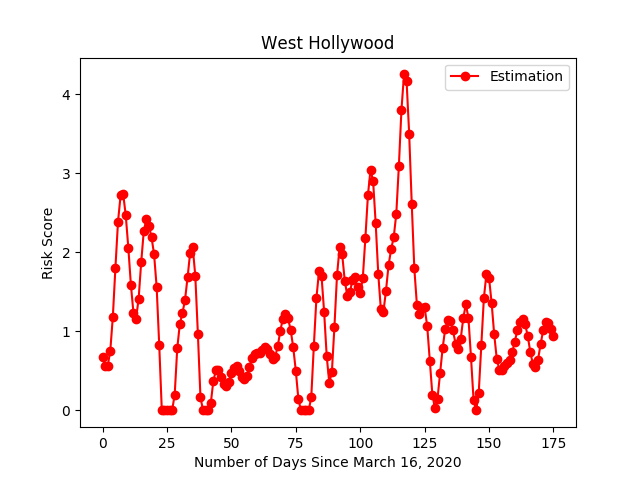 West Hollywood
Estimation
Risk Score
4
3
2
1
0
0 25 50 75 100 125 150 175
Number of Days Since March 16, 2020